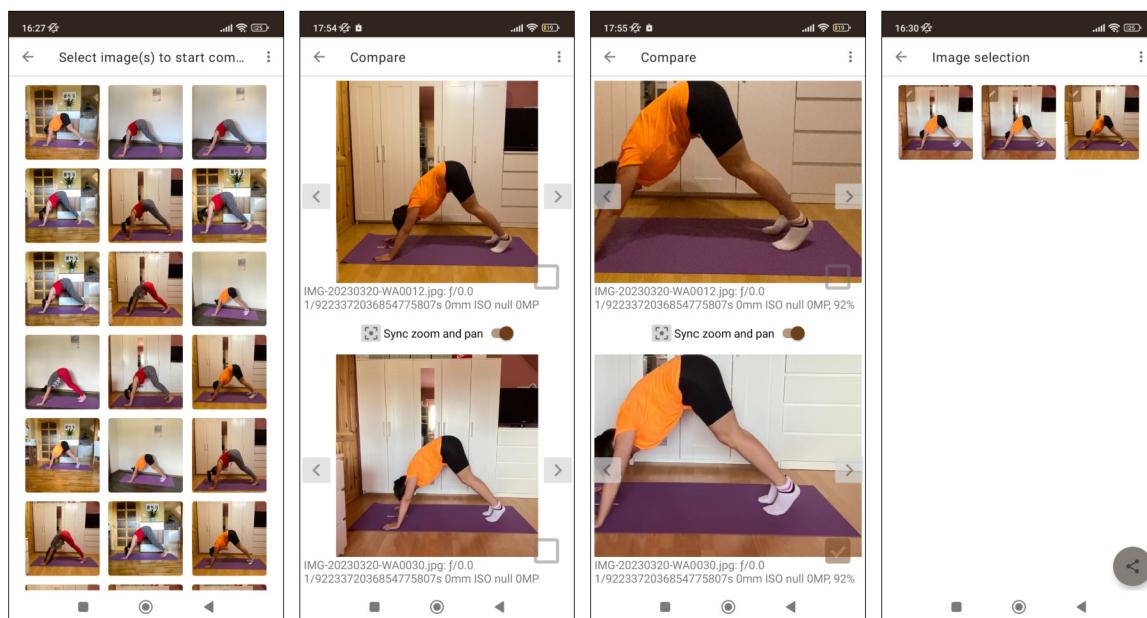 16:27
Select image(s) to start com...
17:54
19
Compare
IMG-20230320-WA0012.jpg: ƒ/0.0
1/9223372036854775807s 0mm ISO null 0MP
Sync zoom and pan
IMG-20230320-WA0030.jpg: ƒ/0.0
1/9223372036854775807s 0mm ISO null 0MP
17:55
19
Compare
IMG-20230320-WA0012.jpg: ƒ/0.0
1/9223372036854775807s 0mm ISO null 0MP, 92%
Sync zoom and pan
IMG-20230320-WA0030.jpg: ƒ/0.0
1/9223372036854775807s 0mm ISO null 0MP, 92%
16:30
Image selection